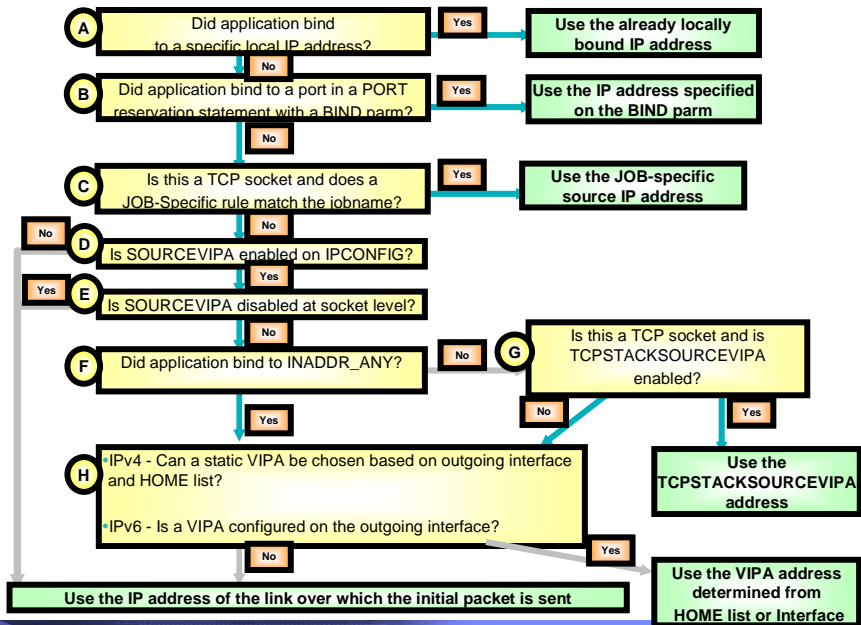 A
Did application bind
to a specific local IP address?
Yes
Use the already locally
bound IP address
No
B
Did application bind to a port in a PORT
reservation statement with a BIND parm?
Yes
Use the IP address specified
on the BIND parm
No
C
Is this a TCP socket and does a
JOB-Specific rule match the jobname?
Yes
Use the JOB-specific
source IP address
No
No
D
Is SOURCEVIPA enabled on IPCONFIG?
Yes
Yes
E
Is SOURCEVIPA disabled at socket level?
No
F
Did application bind to INADDR_ANY?
No
G
Is this a TCP socket and is
TCPSTACKSOURCEVIPA
enabled?
Yes
No
Yes
Use the
TCPSTACKSOURCEVIPA
address
H
•IPv4 - Can a static VIPA be chosen based on outgoing interface
and HOME list?
•IPv6 - Is a VIPA configured on the outgoing interface?
No
Yes
Use the IP address of the link over which the initial packet is sent
Use the VIPA address
determined from
HOME list or Interface